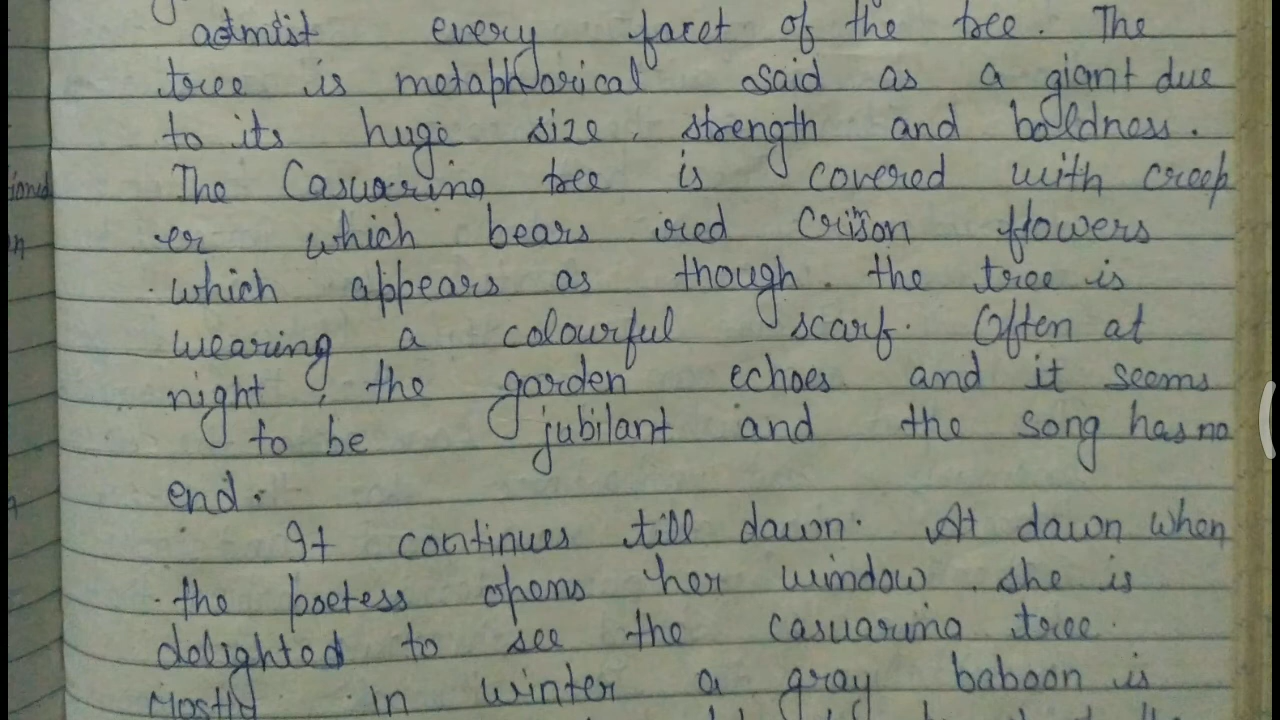 admist every facet of the tree. The
tree is metaphorical said as a giant due
to its huge size, strength and boldness.
The Casuarina tree is covered with creep
er which bears red Crimson flowers
which appears as though the tree is
wearing a colourful scarf. Often at
night, the garden echoes and it seems
to be jubilant and the song has no
end.
It continues till dawn. At dawn when
the poetess opens her window she is
delighted to see the casuarina tree.
Mostly in winter a gray baboon is